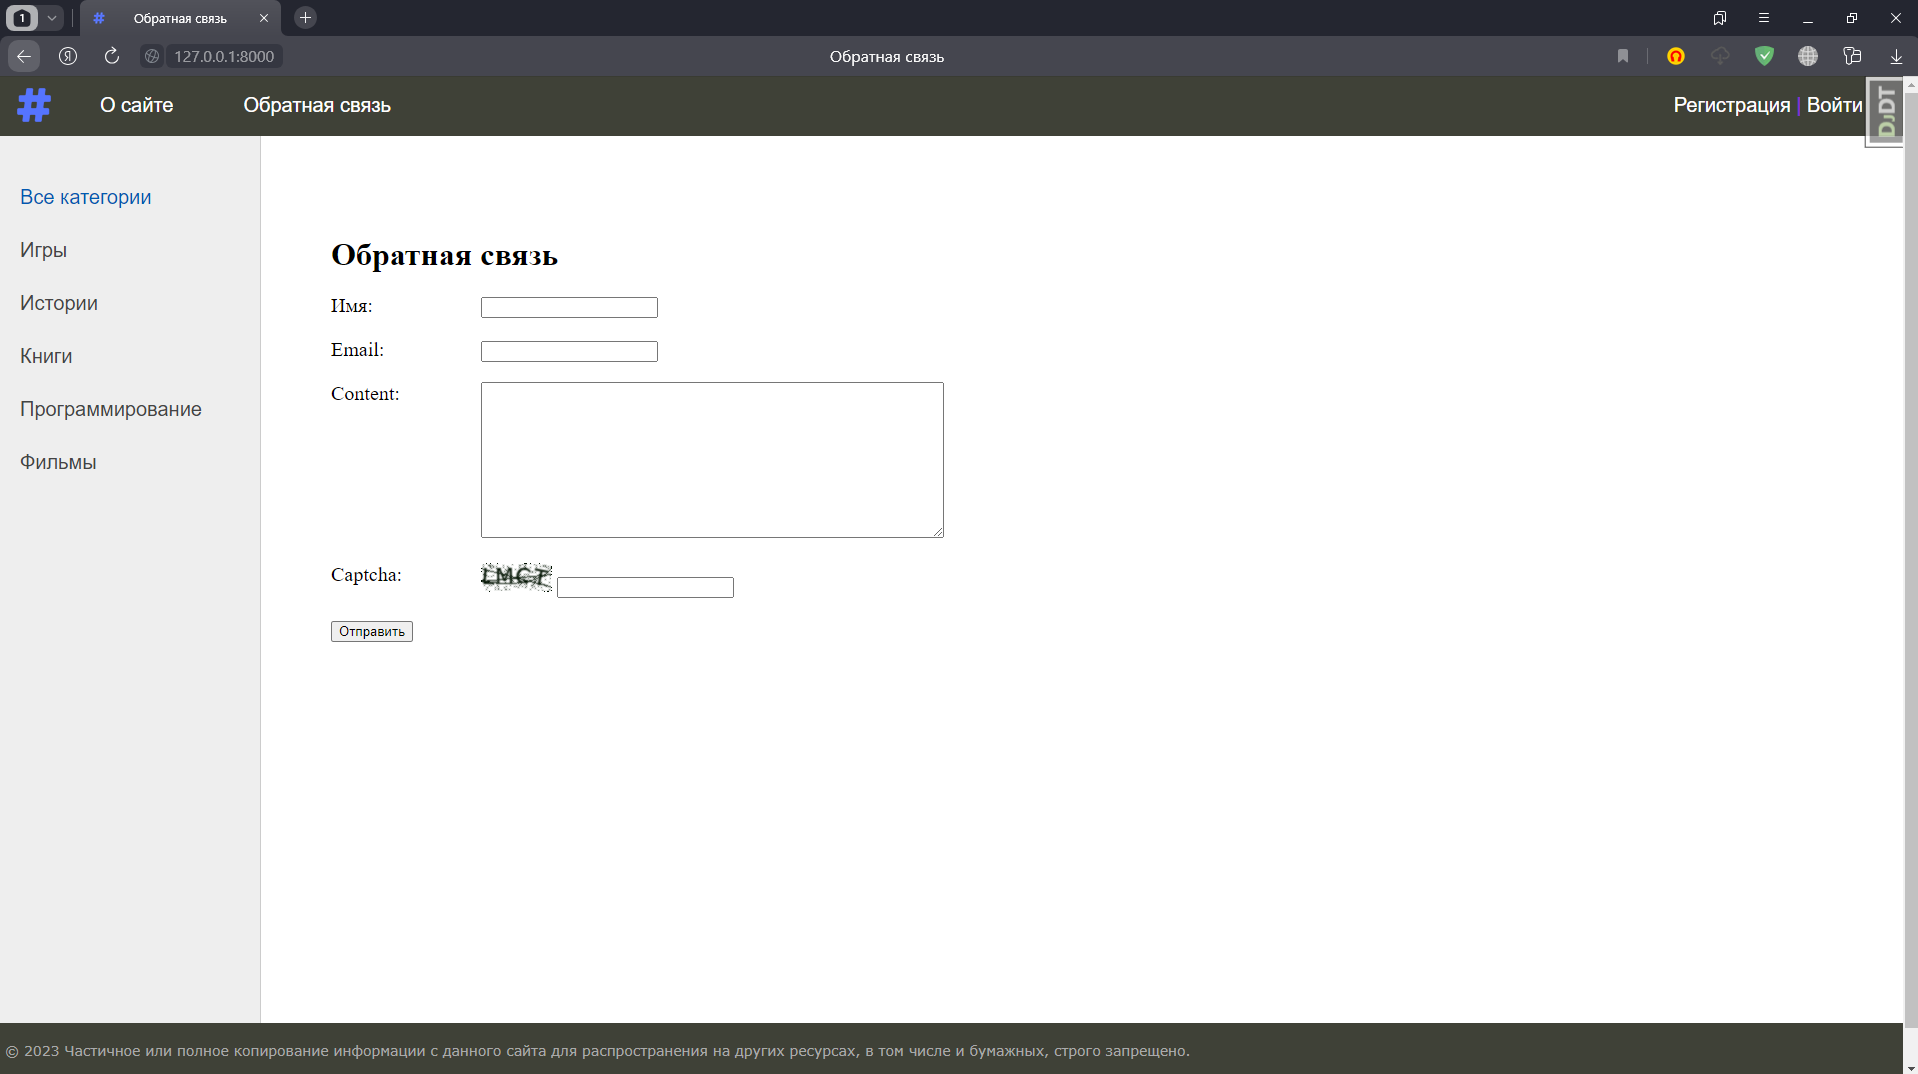 1
Обратная связь
127.0.0.1:8000
Обратная связь
О сайте
Обратная связь
Регистрация | Войти
DjDT
Все категории
Игры
Истории
Книги
Программирование
Фильмы
Обратная связь
Имя:
Email:
Content:
Captcha:
Отправить
© 2023 Частичное или полное копирование информации с данного сайта для распространения на других ресурсах, в том числе и бумажных, строго запрещено.